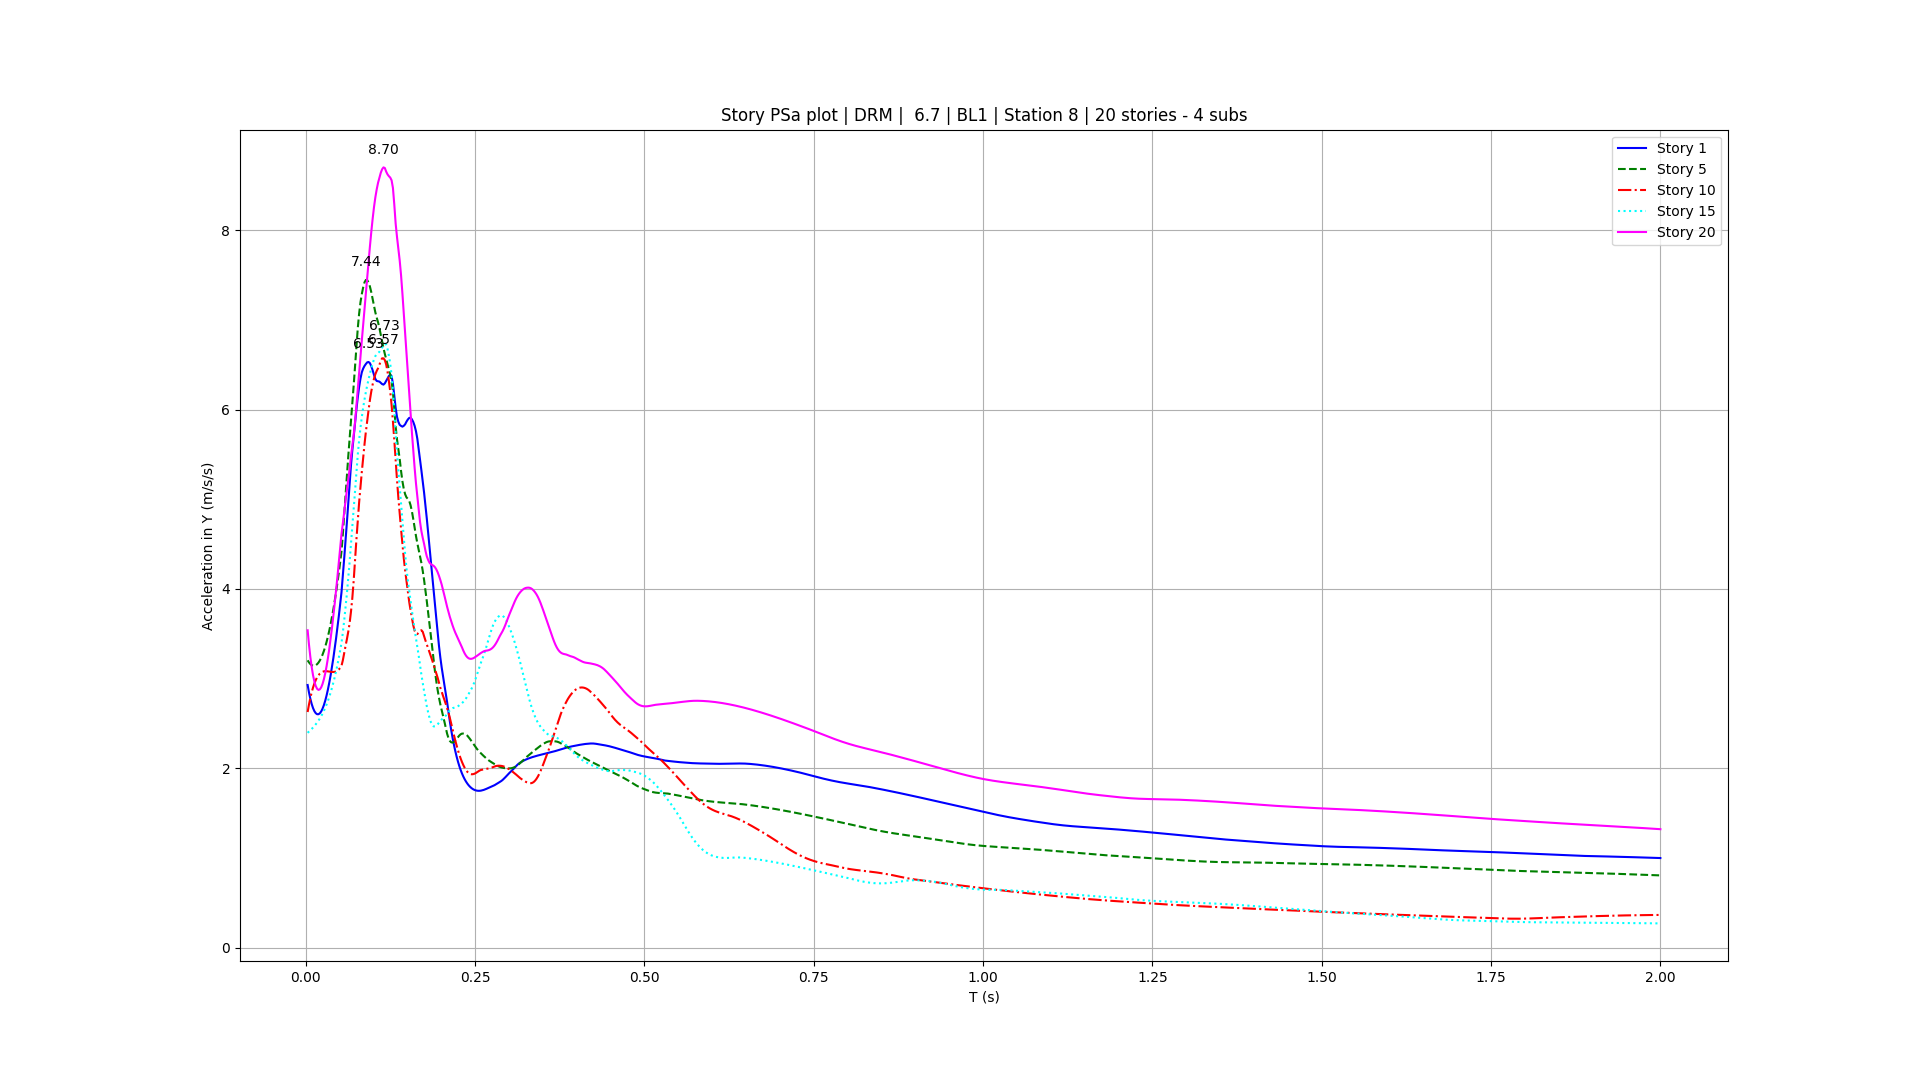 Story PSa plot | DRM |  6.7 | BL1 | Station 8 | 20 stories - 4 subs
8.70
7.44
6.73
6.53
6.57
Story 1
Story 5
Story 10
Story 15
Story 20
Acceleration in Y (m/s/s)
8
6
4
2
0
0.00 0.25 0.50 0.75 1.00 1.25 1.50 1.75 2.00
T (s)